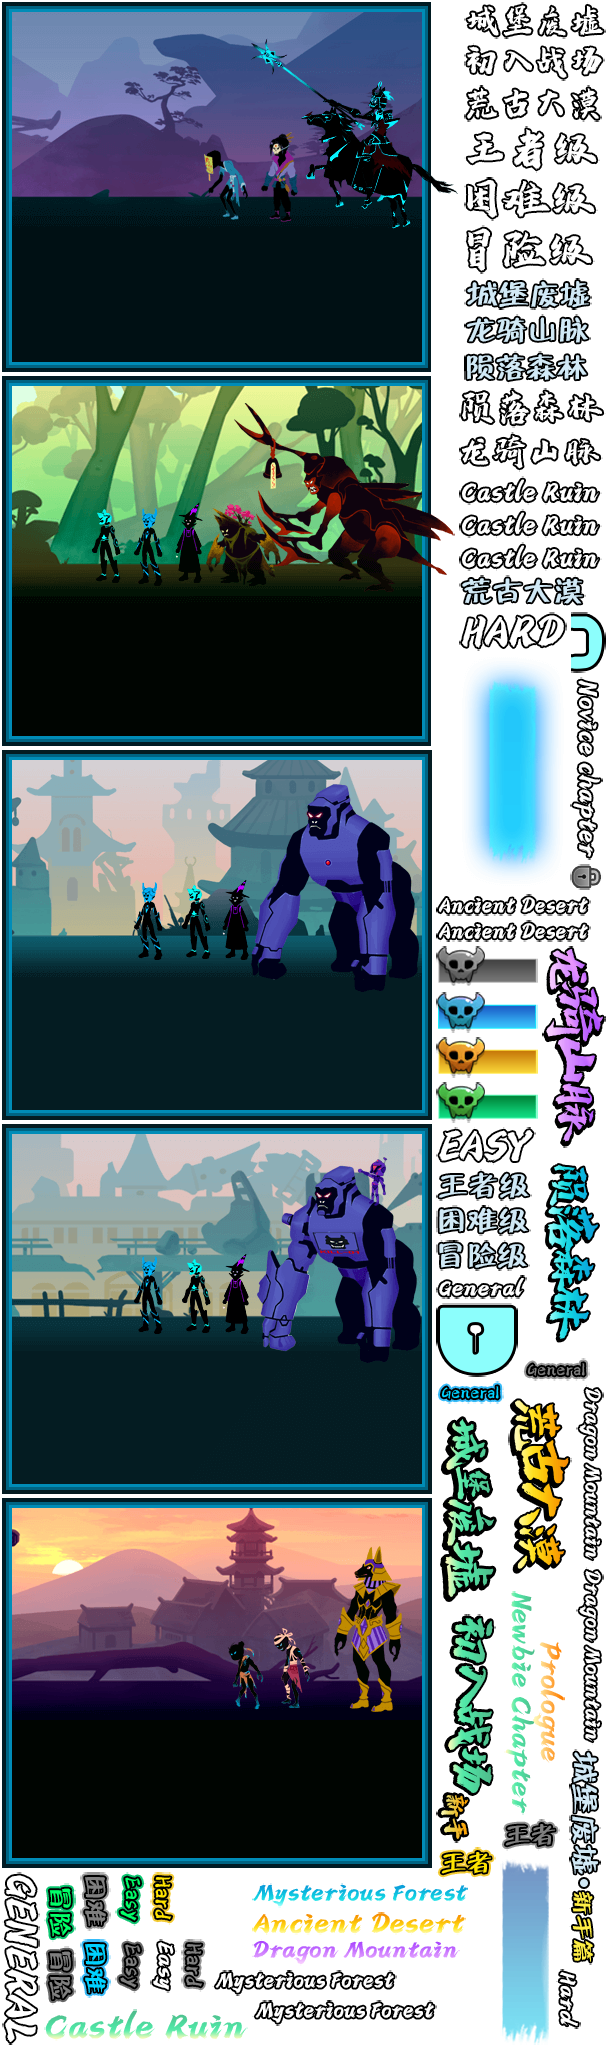 城堡废墟
初入战场
荒古大漠
王者级
困难级
冒险级
城堡废墟
龙骑山脉
陨落森林
陨落森林
龙骑山脉
Castle Ruin
Castle Ruin
Castle Ruin
荒古大漠
HARD
Novice chapter
Ancient Desert
Ancient Desert
龙骑山脉
EASY
王者级
困难级
冒险级
General
陨落森林
General
General
Dragon Mountain
荒古大漠
城堡废墟
Dragon Mountain
Newbie Chapter
Prologue
初入战场
城堡废墟·新手篇
新手
王者
王者
GENERAL
冒险
困难
Easy
Hard
冒险
困难
Easy
Easy
Hard
Mysterious Forest
Ancient Desert
Dragon Mountain
Mysterious Forest
Mysterious Forest
Hard
Castle Ruin